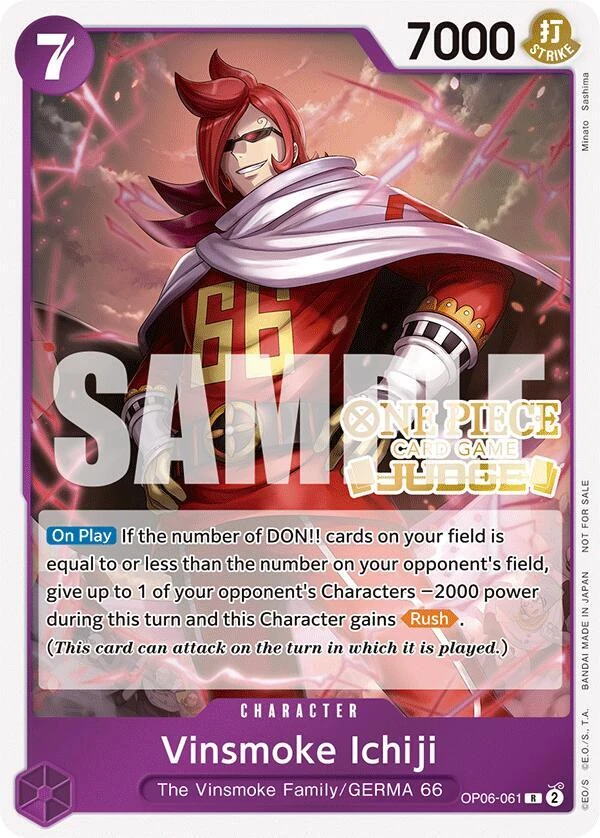 7
7000
打
STRIKE
Minato Sashima
66
SAMPLE
ONE PIECE
CARD GAME
JUDGE
On Play If the number of DON!! cards on your field is
equal to or less than the number on your opponent's field,
give up to 1 of your opponent's Characters −2000 power
during this turn and this Character gains Rush.
(This card can attack on the turn in which it is played.)
CHARACTER
Vinsmoke Ichiji
The Vinsmoke Family/GERMA 66
OP06-061 R 2
©E.O./S ©E.O./S., T.A. BANDAI MADE IN JAPAN NOT FOR SALE